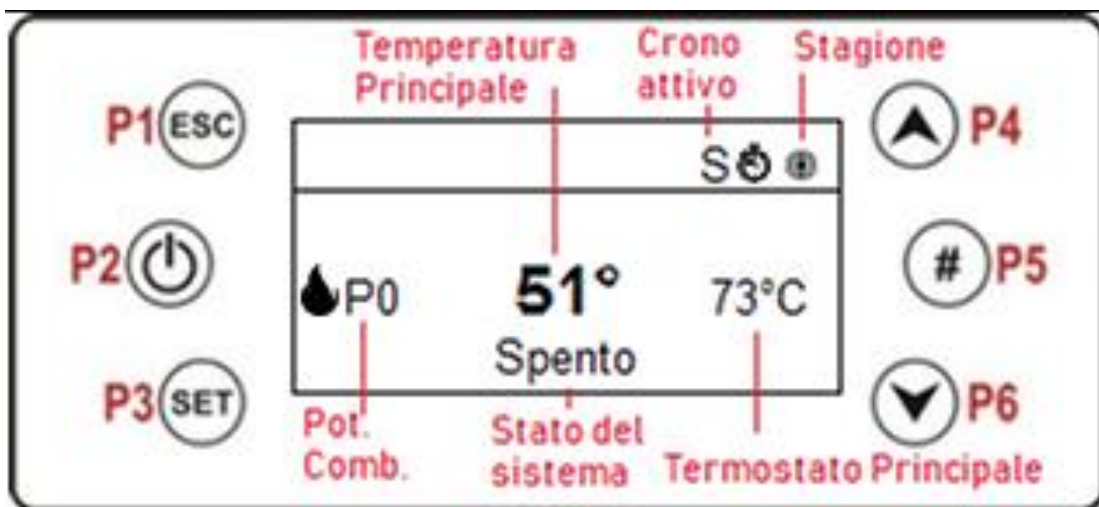 Temperatura Principale
Crono attivo
Stagione
P1 ESC
P4
S
P2
P0
51°
73°C
# P5
Spento
P3 SET
P6
Pot. Comb.
Stato del sistema
Termostato Principale